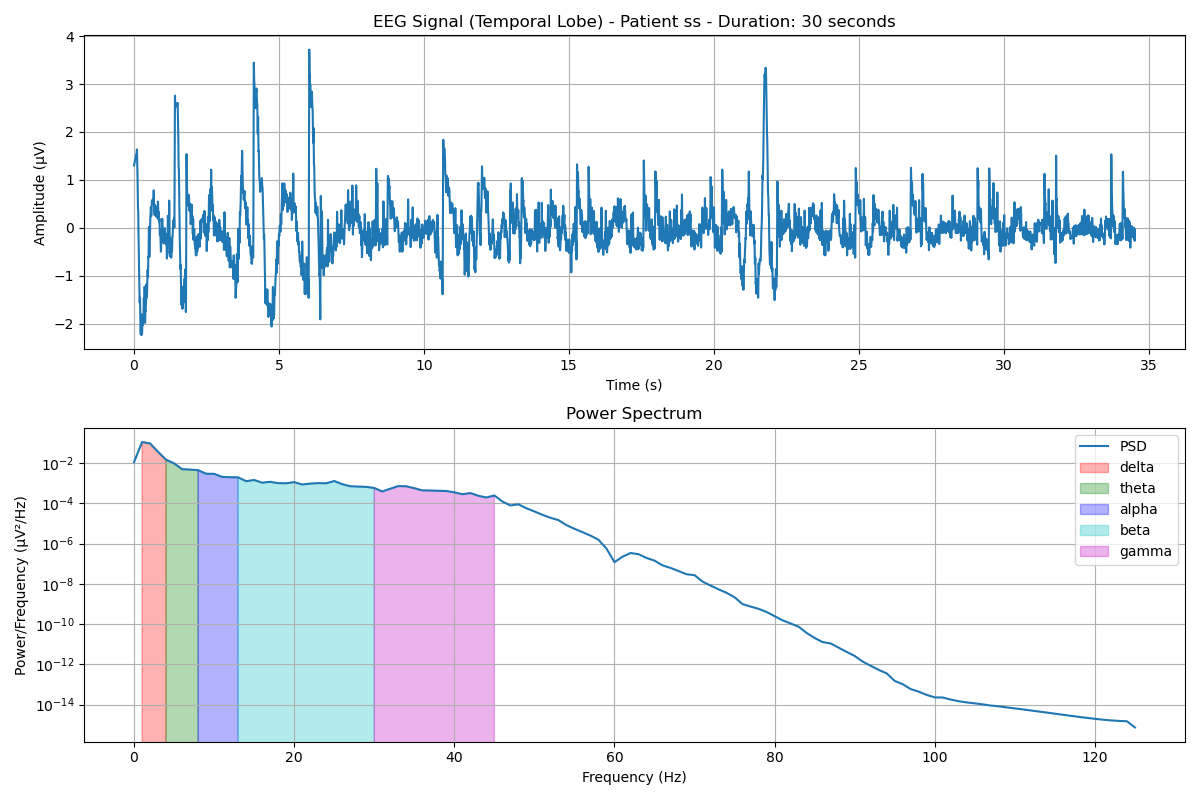 EEG Signal (Temporal Lobe) - Patient ss - Duration: 30 seconds
Amplitude (µV)
4
3
2
1
0
−1
−2
0 5 10 15 20 25 30 35
Time (s)
Power Spectrum
Power/Frequency (µV²/Hz)
10⁻²
10⁻⁴
10⁻⁶
10⁻⁸
10⁻¹⁰
10⁻¹²
10⁻¹⁴
PSD
delta
theta
alpha
beta
gamma
0 20 40 60 80 100 120
Frequency (Hz)